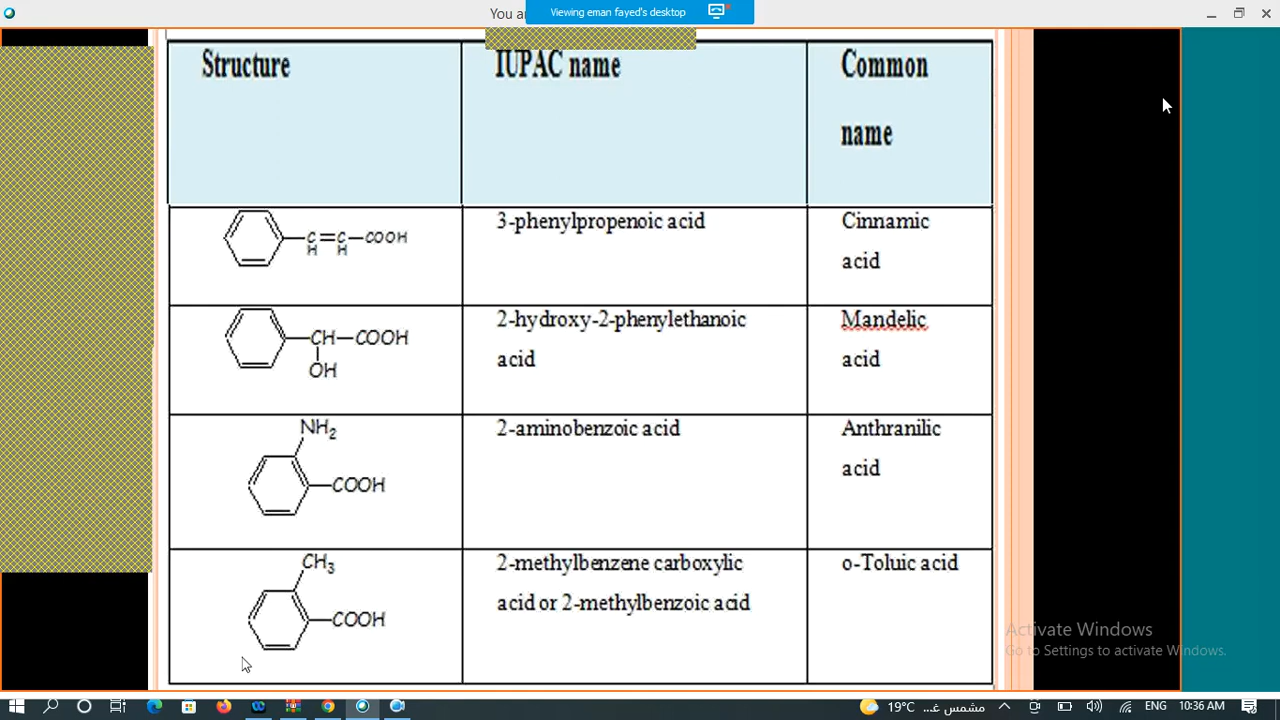 You ar
Viewing eman fayed's desktop
Structure
IUPAC name
Common
name
C=C-COOH
H H
3-phenylpropenoic acid
Cinnamic
acid
CH-COOH
OH
2-hydroxy-2-phenylethanoic
acid
Mandelic
acid
NH2
COOH
2-aminobenzoic acid
Anthranilic
acid
CH3
COOH
2-methylbenzene carboxylic
acid or 2-methylbenzoic acid
o-Toluic acid
Activate Windows
Go to Settings to activate Windows.
19°C
مشمس غـ...
ENG
10:36 AM